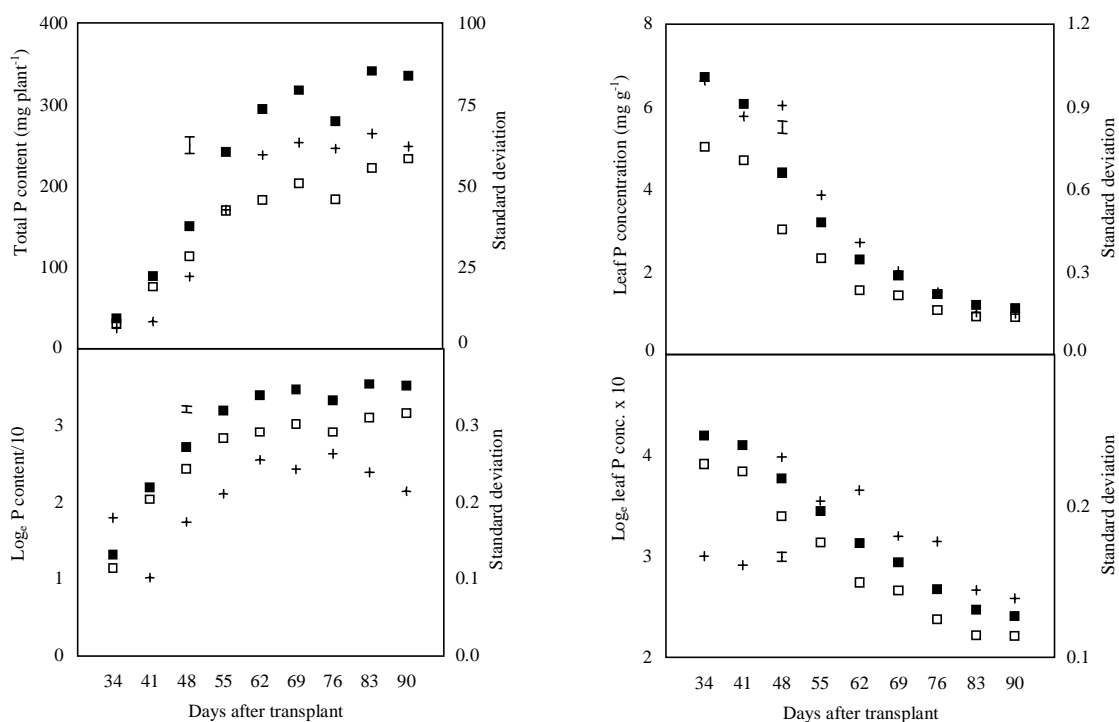 Total P content (mg plant⁻¹)
400
300
200
100
0
100
75
50
25
0
Standard deviation
Leaf P concentration (mg g⁻¹)
8
6
4
2
0
1.2
0.9
0.6
0.3
0.0
Standard deviation
Logₑ P content/10
3
2
1
0
0.3
0.2
0.1
0.0
Standard deviation
34 41 48 55 62 69 76 83 90
Days after transplant
Logₑ leaf P conc. x 10
4
3
2
0.2
0.1
Standard deviation
34 41 48 55 62 69 76 83 90
Days after transplant